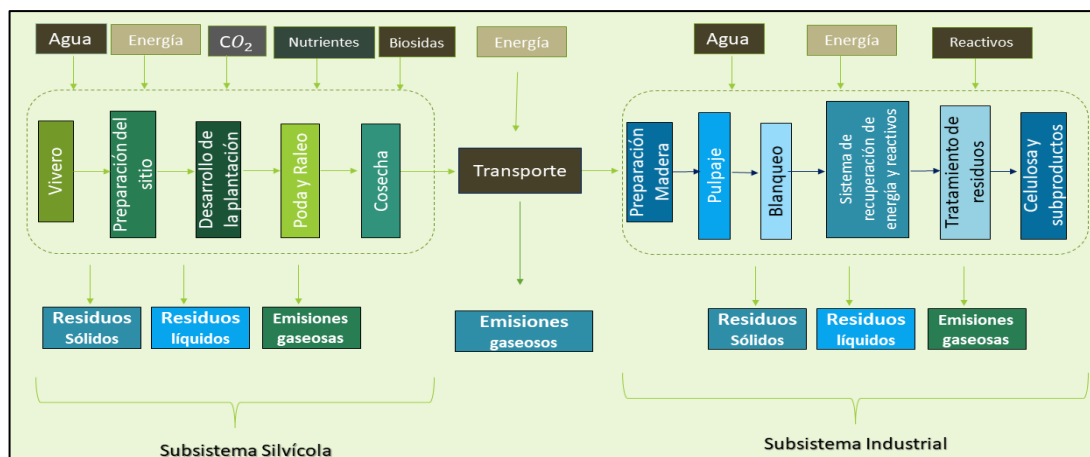 Agua
Energía
CO₂
Nutrientes
Biosidas
Energía
Agua
Energía
Reactivos
Vivero
Preparación del
sitio
Desarrollo de
la plantación
Poda y Raleo
Cosecha
Transporte
Preparación
Madera
Pulpaje
Blanqueo
Sistema de
recuperación de
energía y reactivos
Tratamiento de
residuos
Celulosa y
subproductos
Residuos
Sólidos
Residuos
líquidos
Emisiones
gaseosas
Emisiones
gaseosos
Residuos
Sólidos
Residuos
líquidos
Emisiones
gaseosas
Subsistema Silvícola
Subsistema Industrial